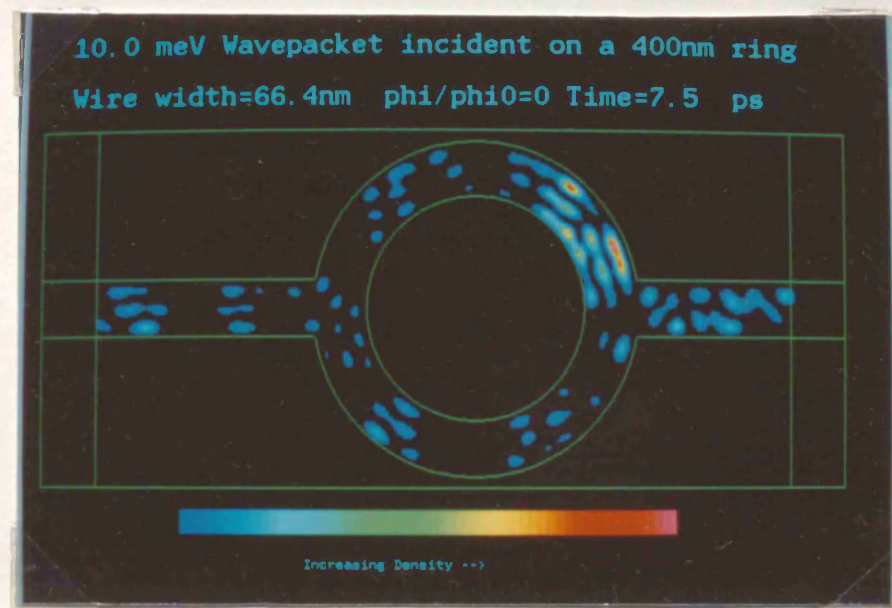 10.0 meV Wavepacket incident on a 400nm ring
Wire width=66.4nm phi/phi0=0 Time=7.5 ps
Increasing Density -->